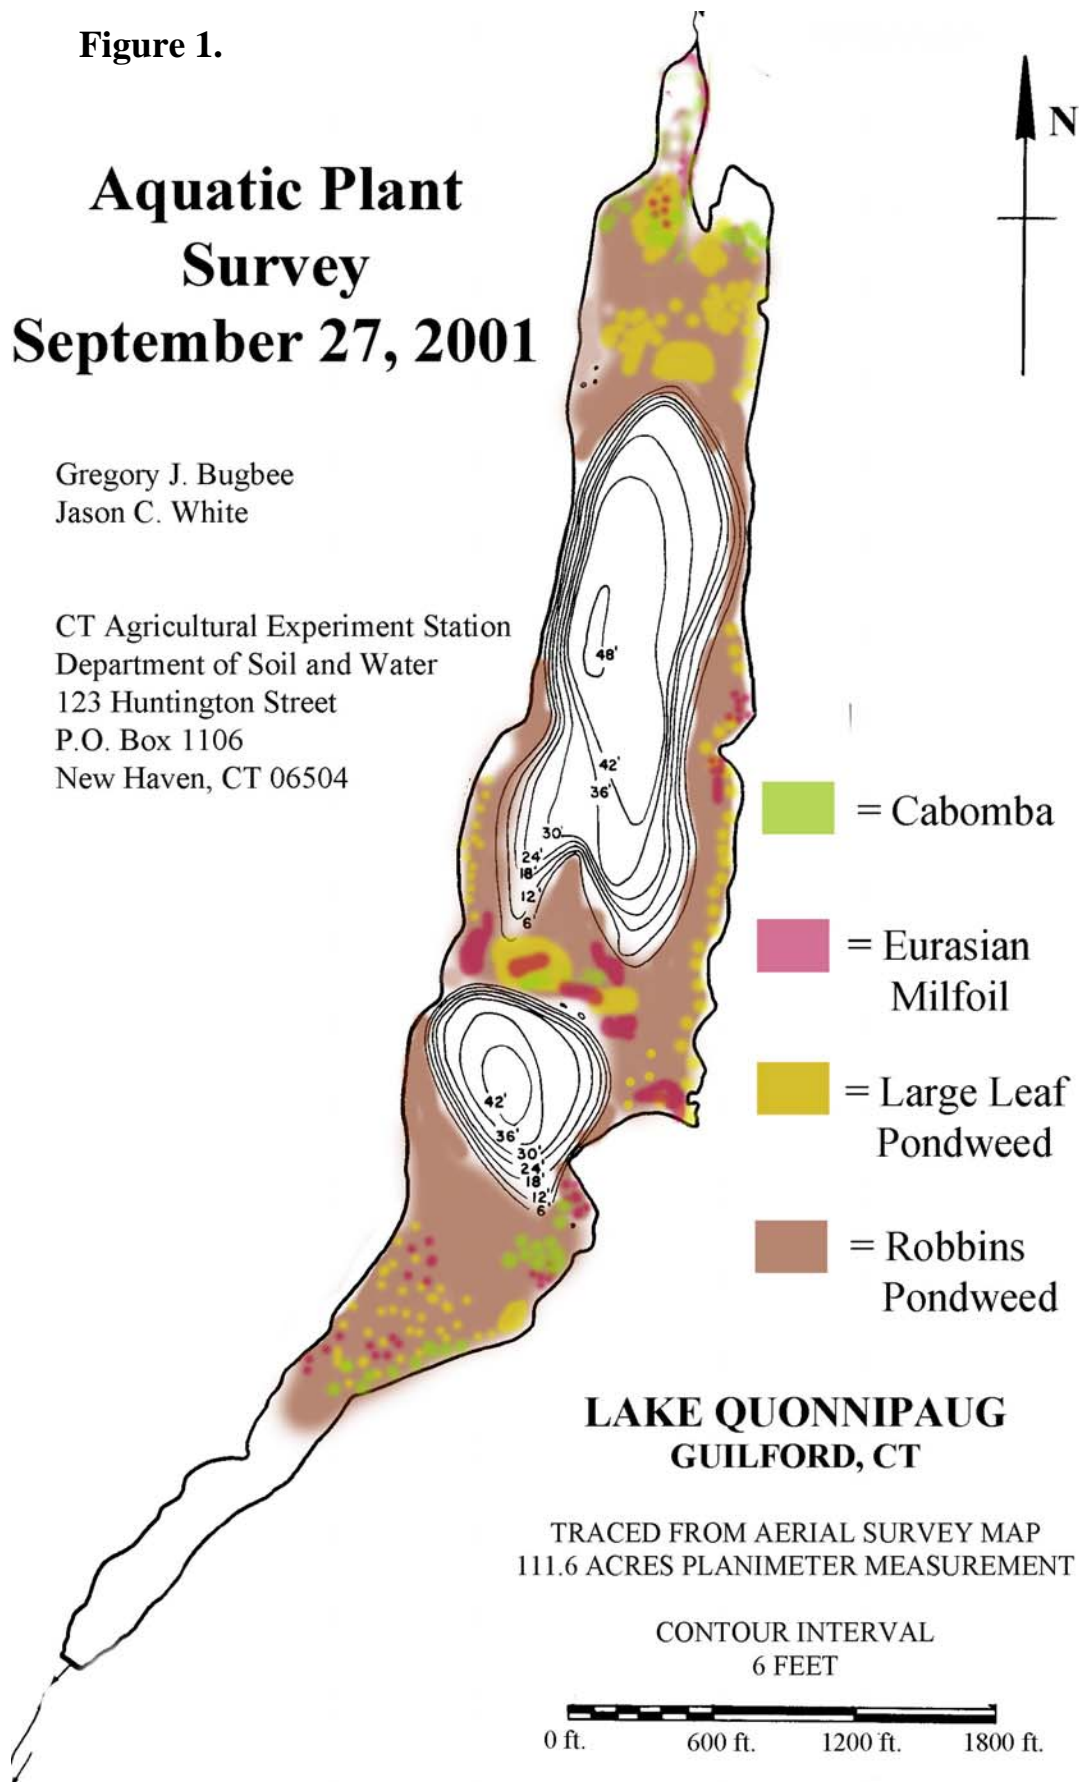 Figure 1.
N
Aquatic Plant
Survey
September 27, 2001
Gregory J. Bugbee
Jason C. White
CT Agricultural Experiment Station
Department of Soil and Water
123 Huntington Street
P.O. Box 1106
New Haven, CT 06504
48'
42'
36'
30'
24'
18'
12'
6'
42'
36'
30'
24'
18'
12'
6'
= Cabomba
= Eurasian
Milfoil
= Large Leaf
Pondweed
= Robbins
Pondweed
LAKE QUONNIPAUG
GUILFORD, CT
TRACED FROM AERIAL SURVEY MAP
111.6 ACRES PLANIMETER MEASUREMENT
CONTOUR INTERVAL
6 FEET
0 ft. 600 ft. 1200 ft. 1800 ft.